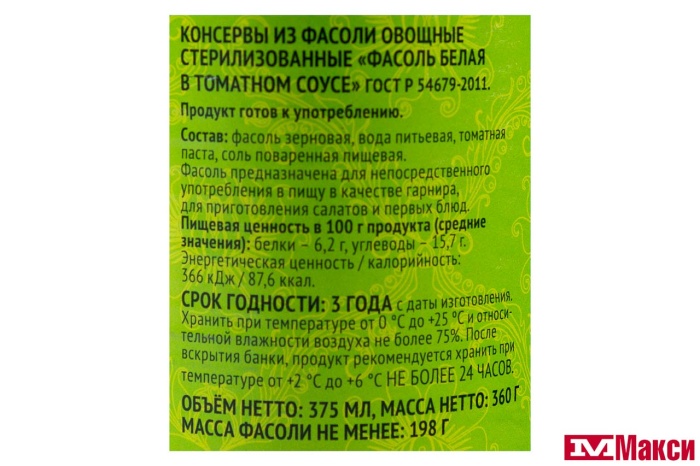 КОНСЕРВЫ ИЗ ФАСОЛИ ОВОЩНЫЕ
СТЕРИЛИЗОВАННЫЕ «ФАСОЛЬ БЕЛАЯ
В ТОМАТНОМ СОУСЕ» ГОСТ Р 54679-2011.
Продукт готов к употреблению.
Состав: фасоль зерновая, вода питьевая, томатная
паста, соль поваренная пищевая.
Фасоль предназначена для непосредственного
употребления в пищу в качестве гарнира,
для приготовления салатов и первых блюд.
Пищевая ценность в 100 г продукта (средние
значения): белки – 6,2 г, углеводы – 15,7 г.
Энергетическая ценность / калорийность:
366 кДж / 87,6 ккал.
СРОК ГОДНОСТИ: 3 ГОДА с даты изготовления.
Хранить при температуре от 0 °С до +25 °С и относи-
тельной влажности воздуха не более 75%. После
вскрытия банки, продукт рекомендуется хранить при
температуре от +2 °С до +6 °С НЕ БОЛЕЕ 24 ЧАСОВ.
ОБЪЁМ НЕТТО: 375 МЛ, МАССА НЕТТО: 360 Г
МАССА ФАСОЛИ НЕ МЕНЕЕ: 198 Г
М Макси